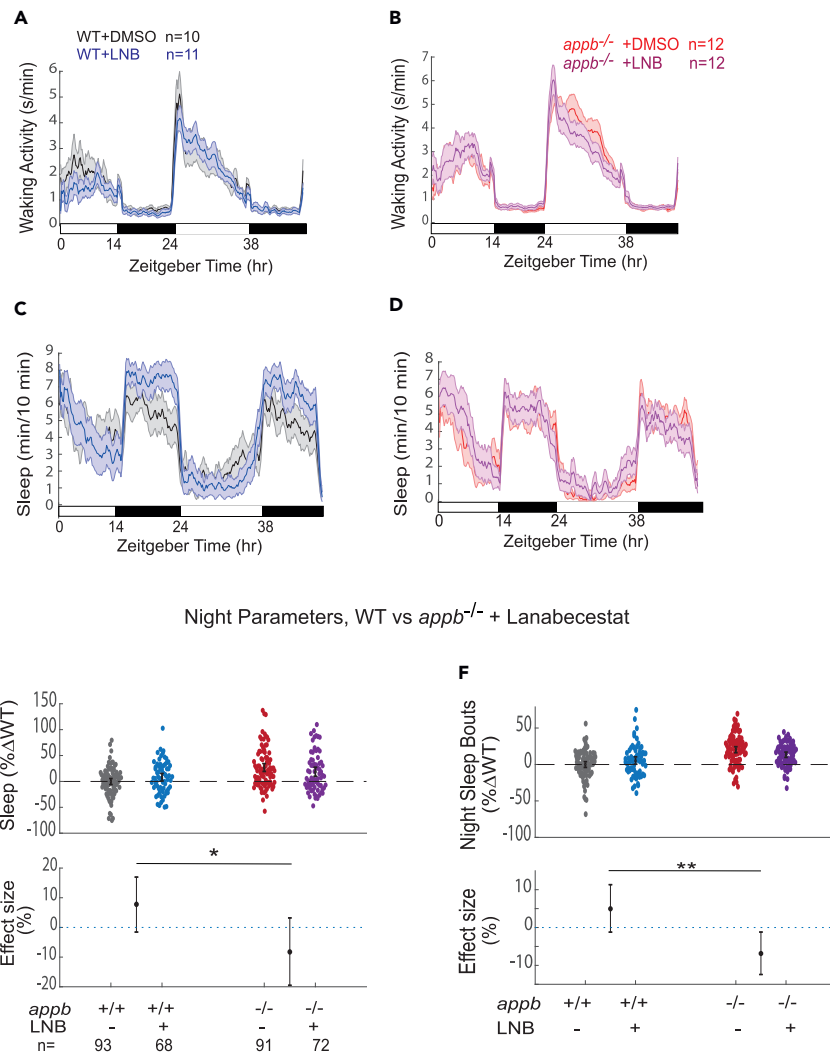 A
WT+DMSO n=10
WT+LNB n=11
Waking Activity (s/min)
6
5
4
3
2
1
0
0 14 24 38
Zeitgeber Time (hr)
B
appb-/- +DMSO n=12
appb-/- +LNB n=12
Waking Activity (s/min)
7
6
5
4
3
2
1
0
0 14 24 38
Zeitgeber Time (hr)
C
Sleep (min/10 min)
9
8
7
6
5
4
3
2
1
0
0 14 24 38
Zeitgeber Time (hr)
D
Sleep (min/10 min)
8
7
6
5
4
3
2
1
0
0 14 24 38
Zeitgeber Time (hr)
Night Parameters, WT vs appb-/- + Lanabecestat
Sleep (%ΔWT)
150
100
50
0
-50
-100
Effect size
(%)
20
10
0
-10
-20
*
appb +/+ +/+ -/- -/-
LNB - + - +
n= 93 68 91 72
F
Night Sleep Bouts
(%ΔWT)
50
0
-50
-100
Effect size
(%)
10
0
-10
**
appb +/+ +/+ -/- -/-
LNB - + - +